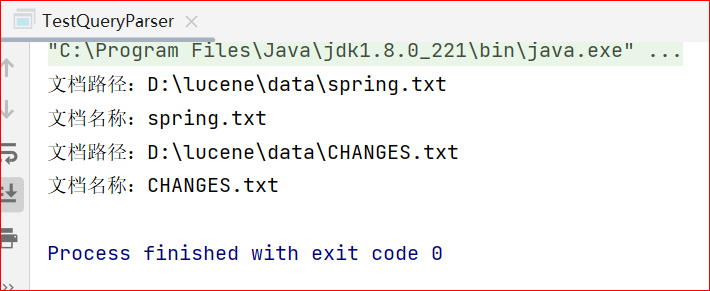 TestQueryParser
"C:\Program Files\Java\jdk1.8.0_221\bin\java.exe" ...
文档路径：D:\lucene\data\spring.txt
文档名称：spring.txt
文档路径：D:\lucene\data\CHANGES.txt
文档名称：CHANGES.txt
Process finished with exit code 0